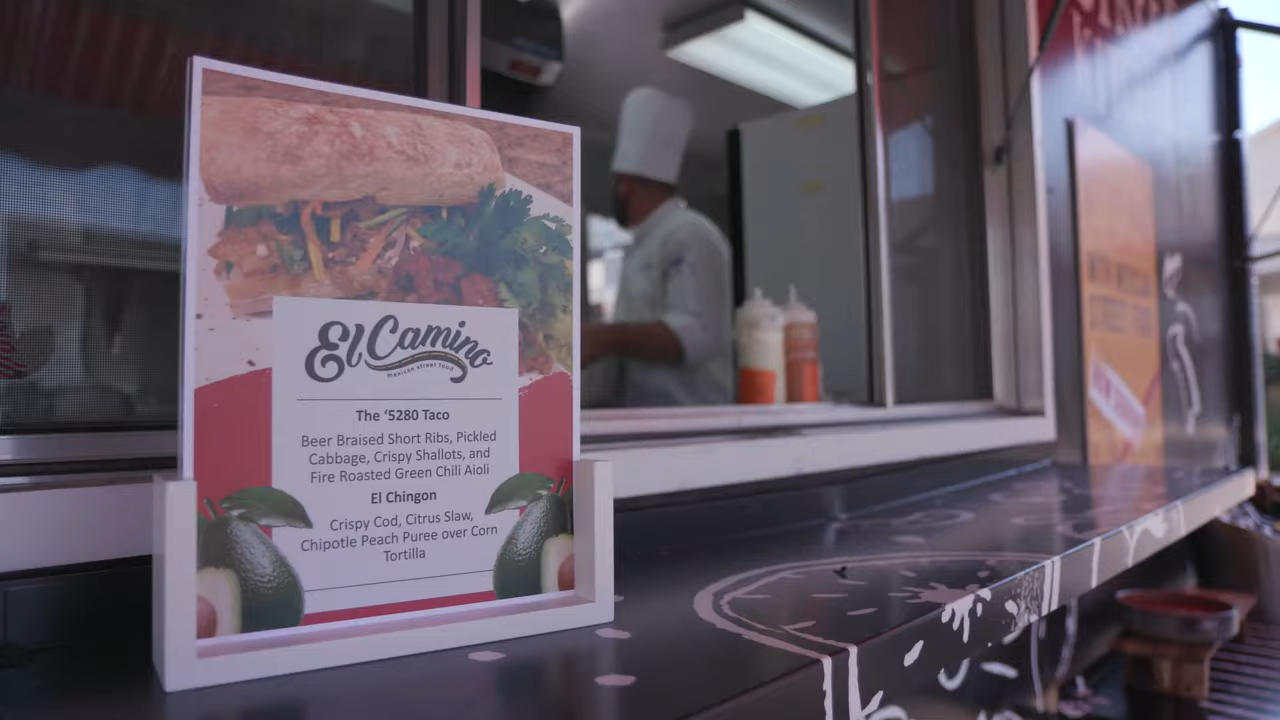 El Camino
mexican street food
The ‘5280 Taco
Beer Braised Short Ribs, Pickled
Cabbage, Crispy Shallots, and
Fire Roasted Green Chili Aioli
El Chingon
Crispy Cod, Citrus Slaw,
Chipotle Peach Puree over Corn
Tortilla